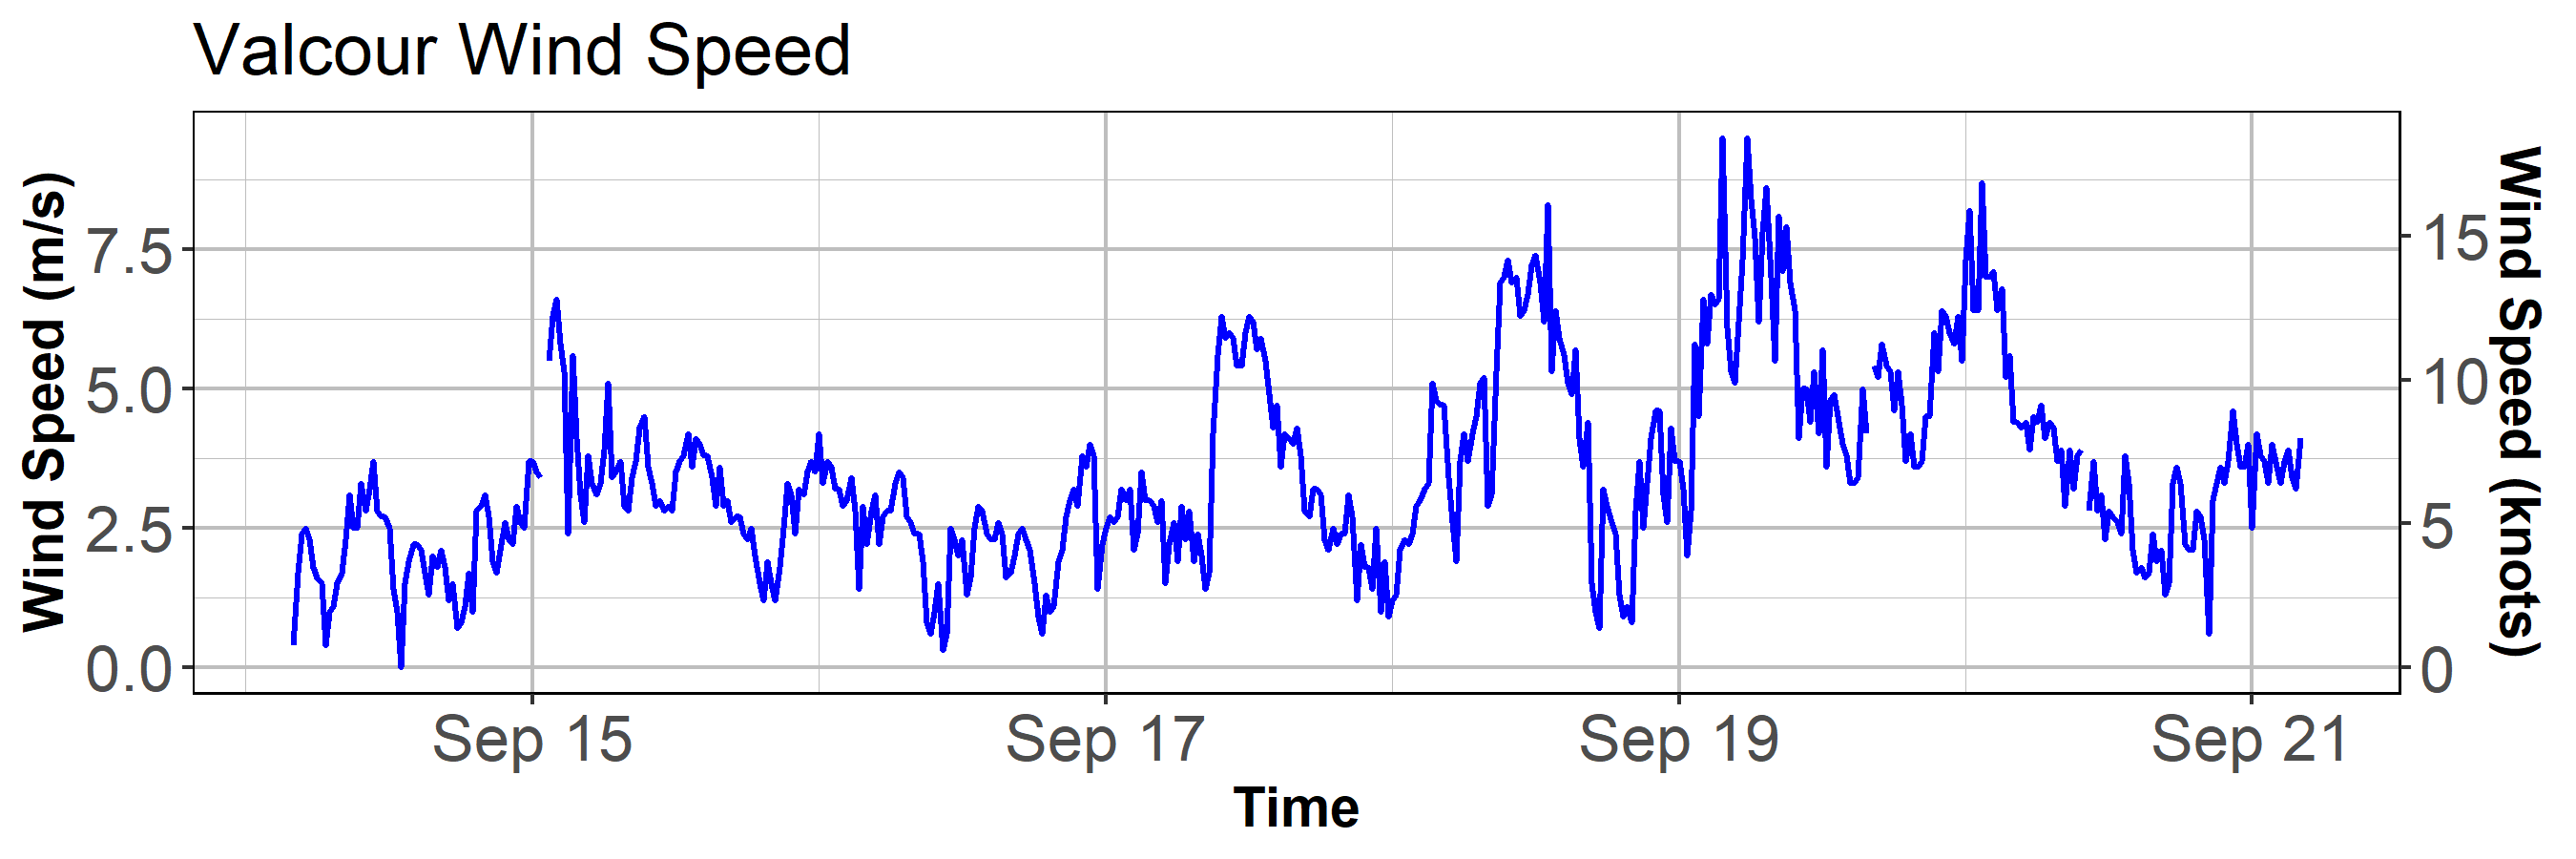 Valcour Wind Speed
Wind Speed (m/s)
7.5
5.0
2.5
0.0
15
10
5
0
Wind Speed (knots)
Sep 15
Sep 17
Sep 19
Sep 21
Time